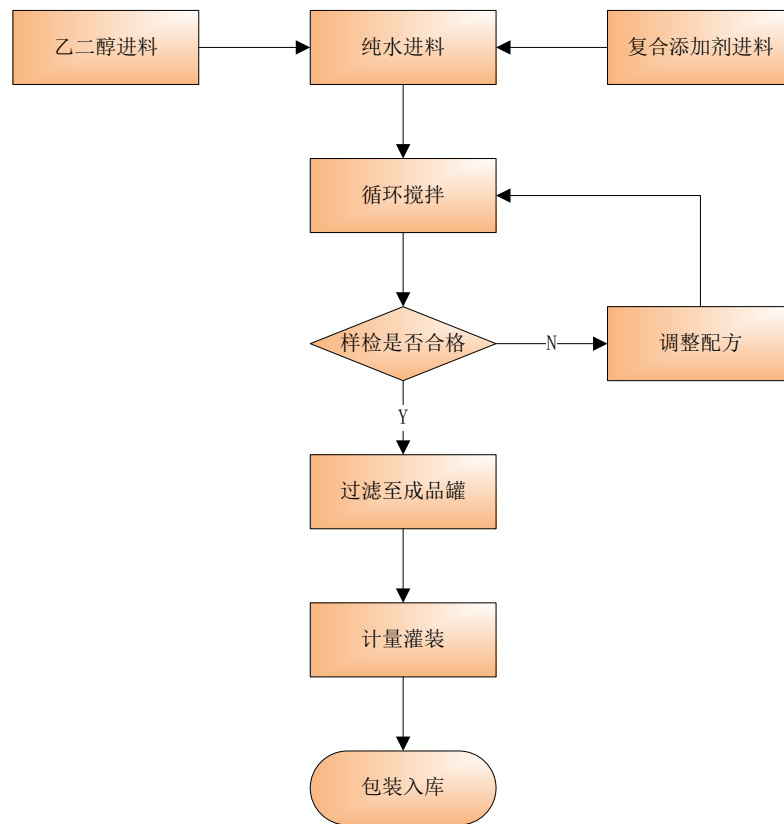 乙二醇进料
纯水进料
复合添加剂进料
循环搅拌
样检是否合格
N
调整配方
Y
过滤至成品罐
计量灌装
包装入库